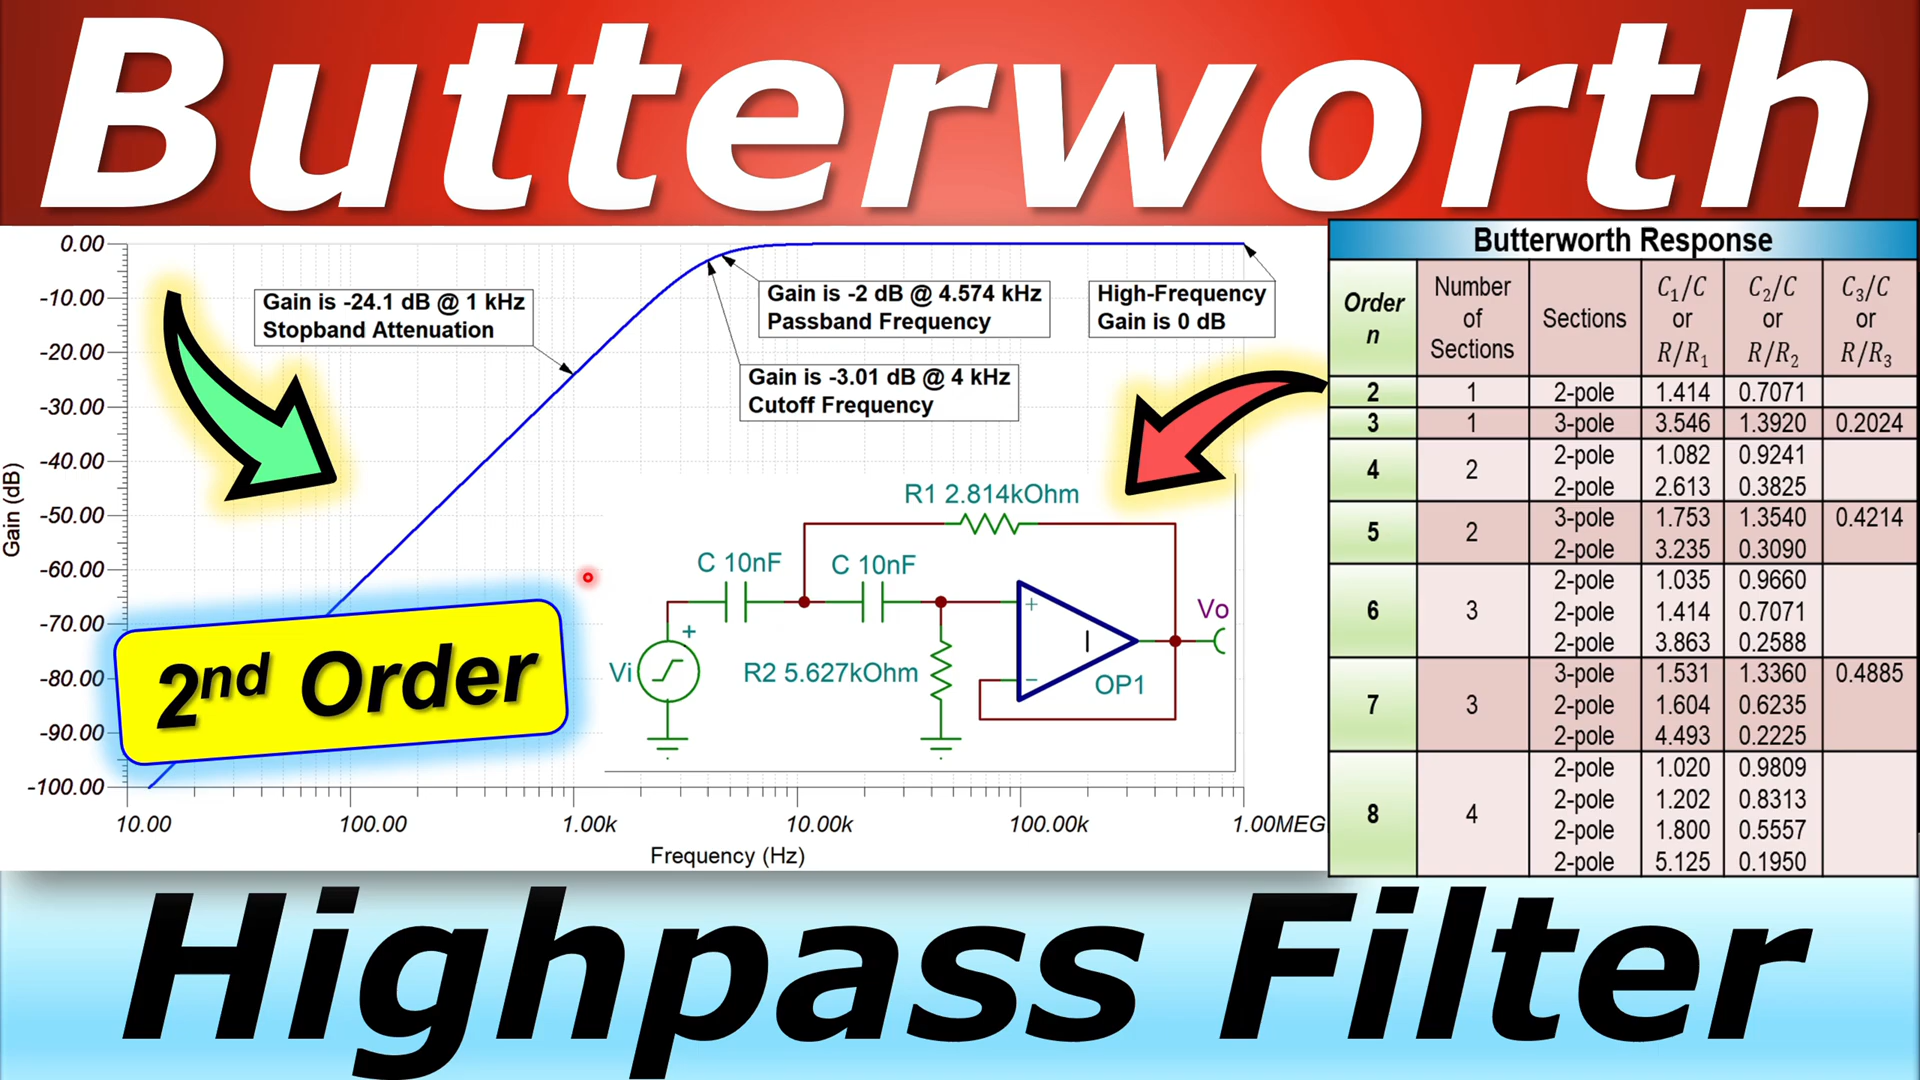 Butterworth
0.00
-10.00
-20.00
-30.00
-40.00
-50.00
-60.00
-70.00
-80.00
-90.00
-100.00
Gain (dB)
10.00 100.00 1.00k 10.00k 100.00k 1.00MEG
Frequency (Hz)
Gain is -24.1 dB @ 1 kHz
Stopband Attenuation
Gain is -2 dB @ 4.574 kHz
Passband Frequency
High-Frequency
Gain is 0 dB
Gain is -3.01 dB @ 4 kHz
Cutoff Frequency
R1 2.814kOhm
C 10nF C 10nF
+
Vi
R2 5.627kOhm
+
−
I
OP1
Vo
2nd Order
Butterworth Response
Order n Number of Sections Sections C1/C or R/R1 C2/C or R/R2 C3/C or R/R3
2 1 2-pole 1.414 0.7071
3 1 3-pole 3.546 1.3920 0.2024
4 2 2-pole 1.082 0.9241
2-pole 2.613 0.3825
5 2 3-pole 1.753 1.3540 0.4214
2-pole 3.235 0.3090
6 3 2-pole 1.035 0.9660
2-pole 1.414 0.7071
2-pole 3.863 0.2588
7 3 3-pole 1.531 1.3360 0.4885
2-pole 1.604 0.6235
2-pole 4.493 0.2225
8 4 2-pole 1.020 0.9809
2-pole 1.202 0.8313
2-pole 1.800 0.5557
2-pole 5.125 0.1950
Highpass Filter